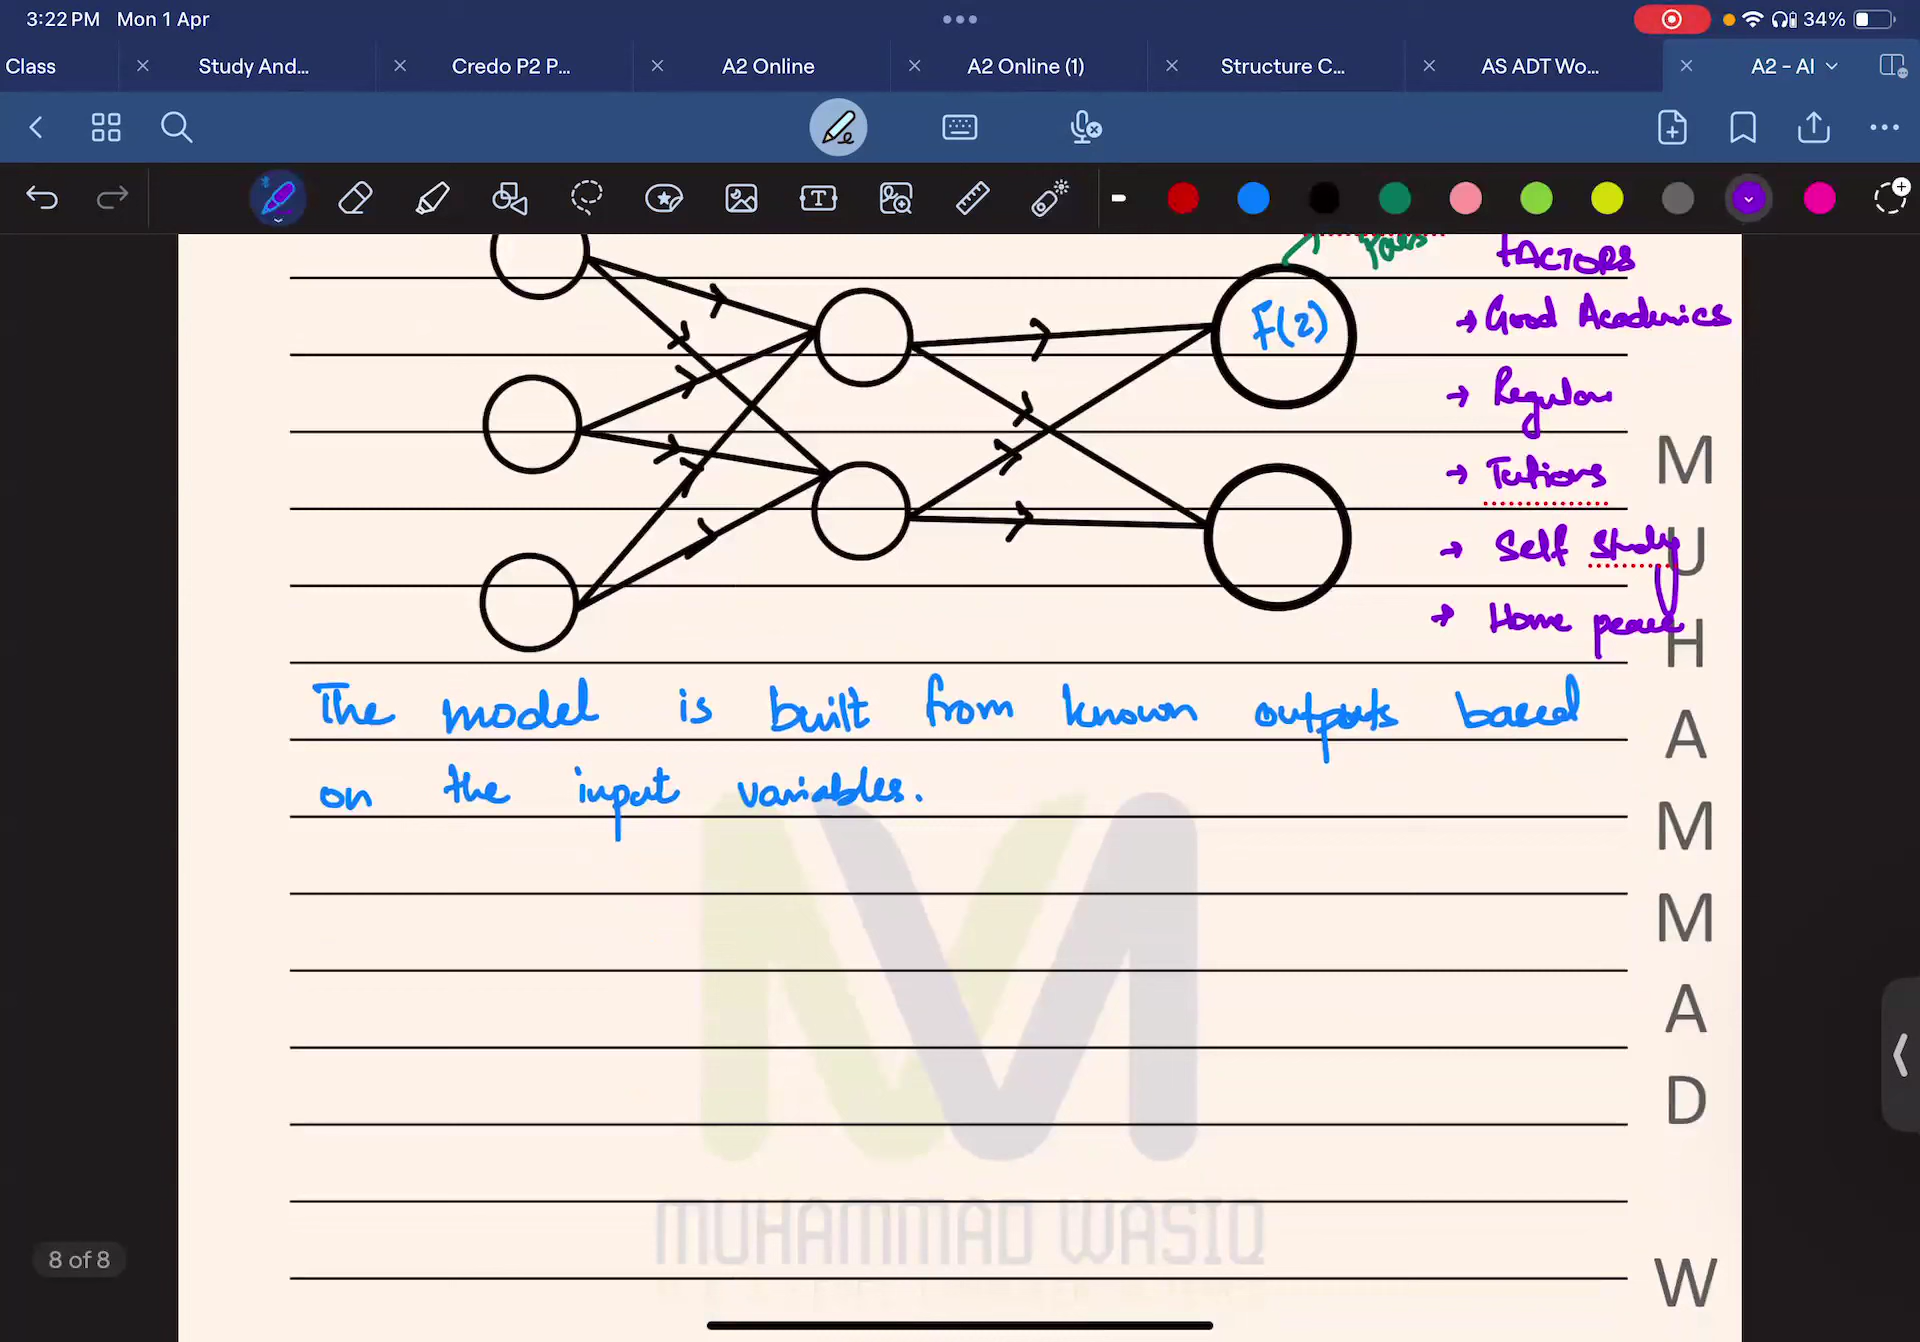 3:22 PM Mon 1 Apr
34%
Class
Study And...
Credo P2 P...
A2 Online
A2 Online (1)
Structure C...
AS ADT Wo...
A2 - AI
Pass
FACTORS
F(z)
→ Good Academics
→ Regular
→ Tutions
→ Self Study
→ Home peace
The model is built from known outputs based
on the input variables.
M
U
H
A
M
M
A
D
W
MUHAMMAD WASIQ
8 of 8